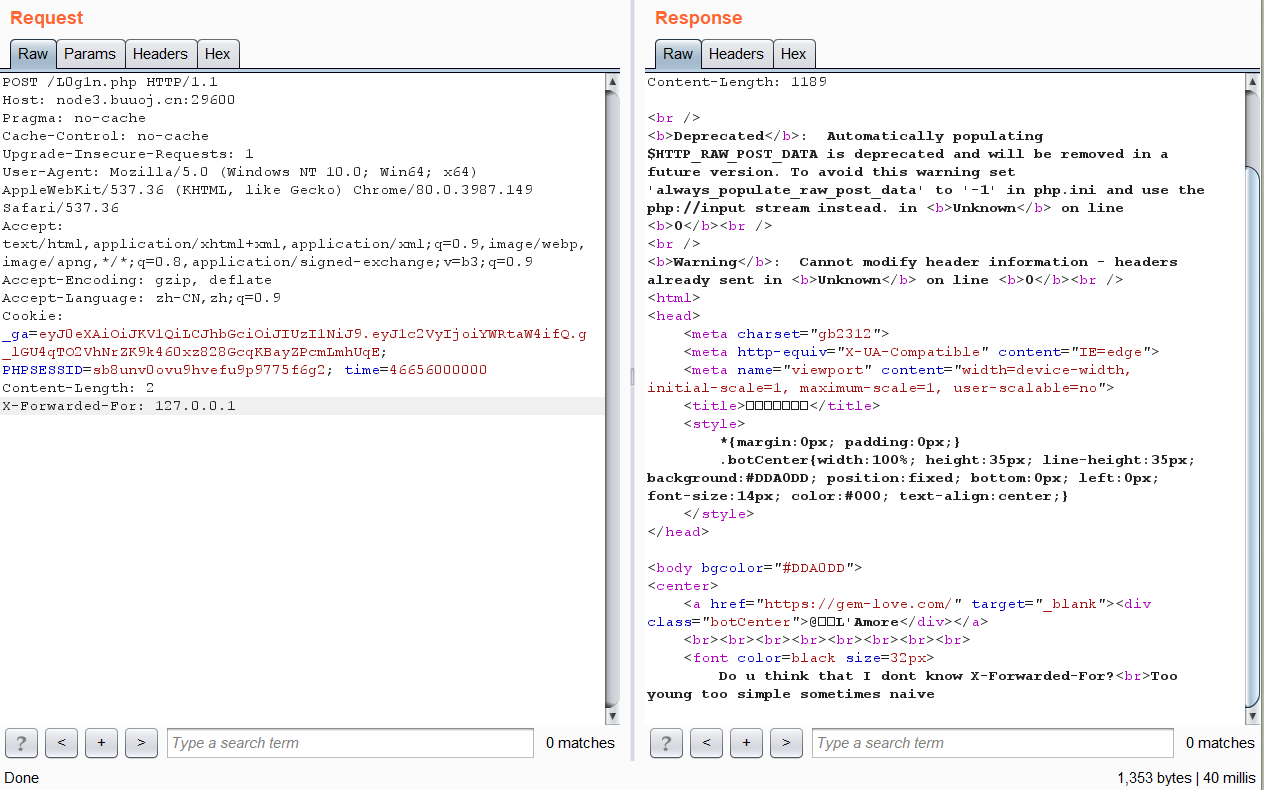 Request
Raw Params Headers Hex
POST /L0g1n.php HTTP/1.1
Host: node3.buuoj.cn:29600
Pragma: no-cache
Cache-Control: no-cache
Upgrade-Insecure-Requests: 1
User-Agent: Mozilla/5.0 (Windows NT 10.0; Win64; x64)
AppleWebKit/537.36 (KHTML, like Gecko) Chrome/80.0.3987.149
Safari/537.36
Accept:
text/html,application/xhtml+xml,application/xml;q=0.9,image/webp,
image/apng,*/*;q=0.8,application/signed-exchange;v=b3;q=0.9
Accept-Encoding: gzip, deflate
Accept-Language: zh-CN,zh;q=0.9
Cookie:
_ga=eyJ0eXAiOiJKV1QiLCJhbGciOiJIUzI1NiJ9.eyJ1c2VyIjoiYWRtaW4ifQ.g
_lGU4qTO2VhNrZK9k460xz828GcqKBayZPcmLmhUqE;
PHPSESSID=sb8unv0ovu9hvefu9p9775f6g2; time=46656000000
Content-Length: 2
X-Forwarded-For: 127.0.0.1
? < + > Type a search term 0 matches
Done
Response
Raw Headers Hex
Content-Length: 1189
<br />
<b>Deprecated</b>:  Automatically populating
$HTTP_RAW_POST_DATA is deprecated and will be removed in a
future version. To avoid this warning set
'always_populate_raw_post_data' to '-1' in php.ini and use the
php://input stream instead. in <b>Unknown</b> on line
<b>0</b><br />
<br />
<b>Warning</b>:  Cannot modify header information - headers
already sent in <b>Unknown</b> on line <b>0</b><br />
<html>
<head>
<meta charset="gb2312">
<meta http-equiv="X-UA-Compatible" content="IE=edge">
<meta name="viewport" content="width=device-width,
initial-scale=1, maximum-scale=1, user-scalable=no">
<title>□□□□□□□</title>
<style>
*{margin:0px; padding:0px;}
.botCenter{width:100%; height:35px; line-height:35px;
background:#DDA0DD; position:fixed; bottom:0px; left:0px;
font-size:14px; color:#000; text-align:center;}
</style>
</head>
<body bgcolor="#DDA0DD">
<center>
<a href="https://gem-love.com/" target="_blank"><div
class="botCenter">@□□L'Amore</div></a>
<br><br><br><br><br><br><br><br>
<font color=black size=32px>
Do u think that I dont know X-Forwarded-For?<br>Too
young too simple sometimes naive
? < + > Type a search term 0 matches
1,353 bytes | 40 millis